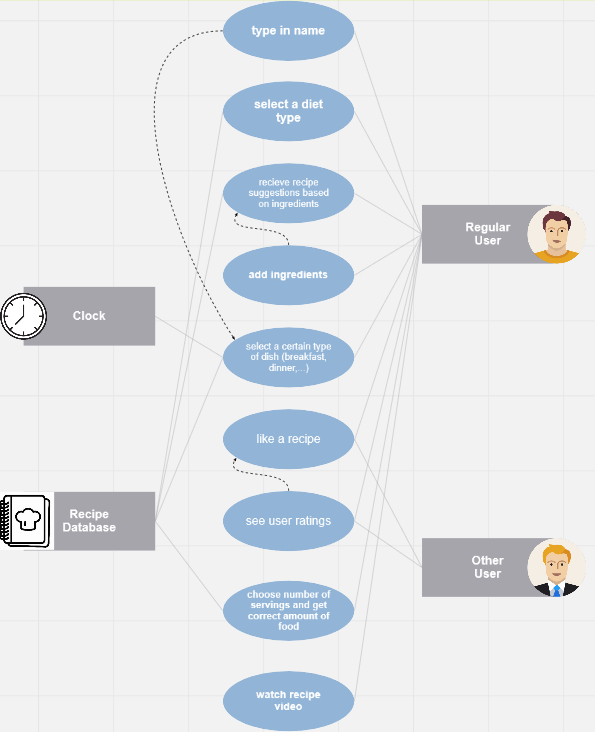 type in name
select a diet
type
recieve recipe
suggestions based
on ingredients
Regular
User
add ingredients
Clock
select a certain type
of dish (breakfast,
dinner,...)
like a recipe
Recipe
Database
see user ratings
Other
User
choose number of
servings and get
correct amount of
food
watch recipe
video